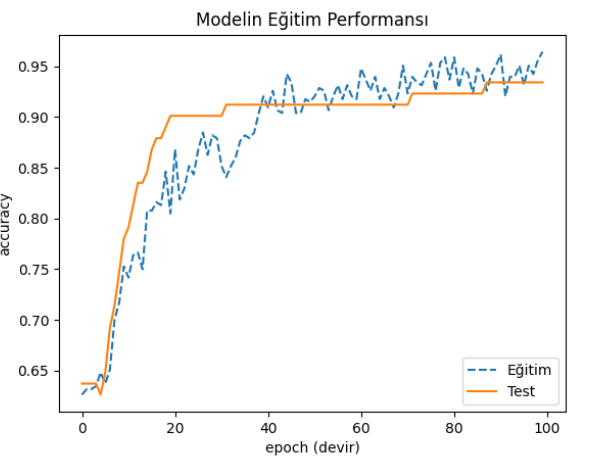 Modelin Eğitim Performansı
accuracy
0.95
0.90
0.85
0.80
0.75
0.70
0.65
0 20 40 60 80 100
epoch (devir)
Eğitim
Test